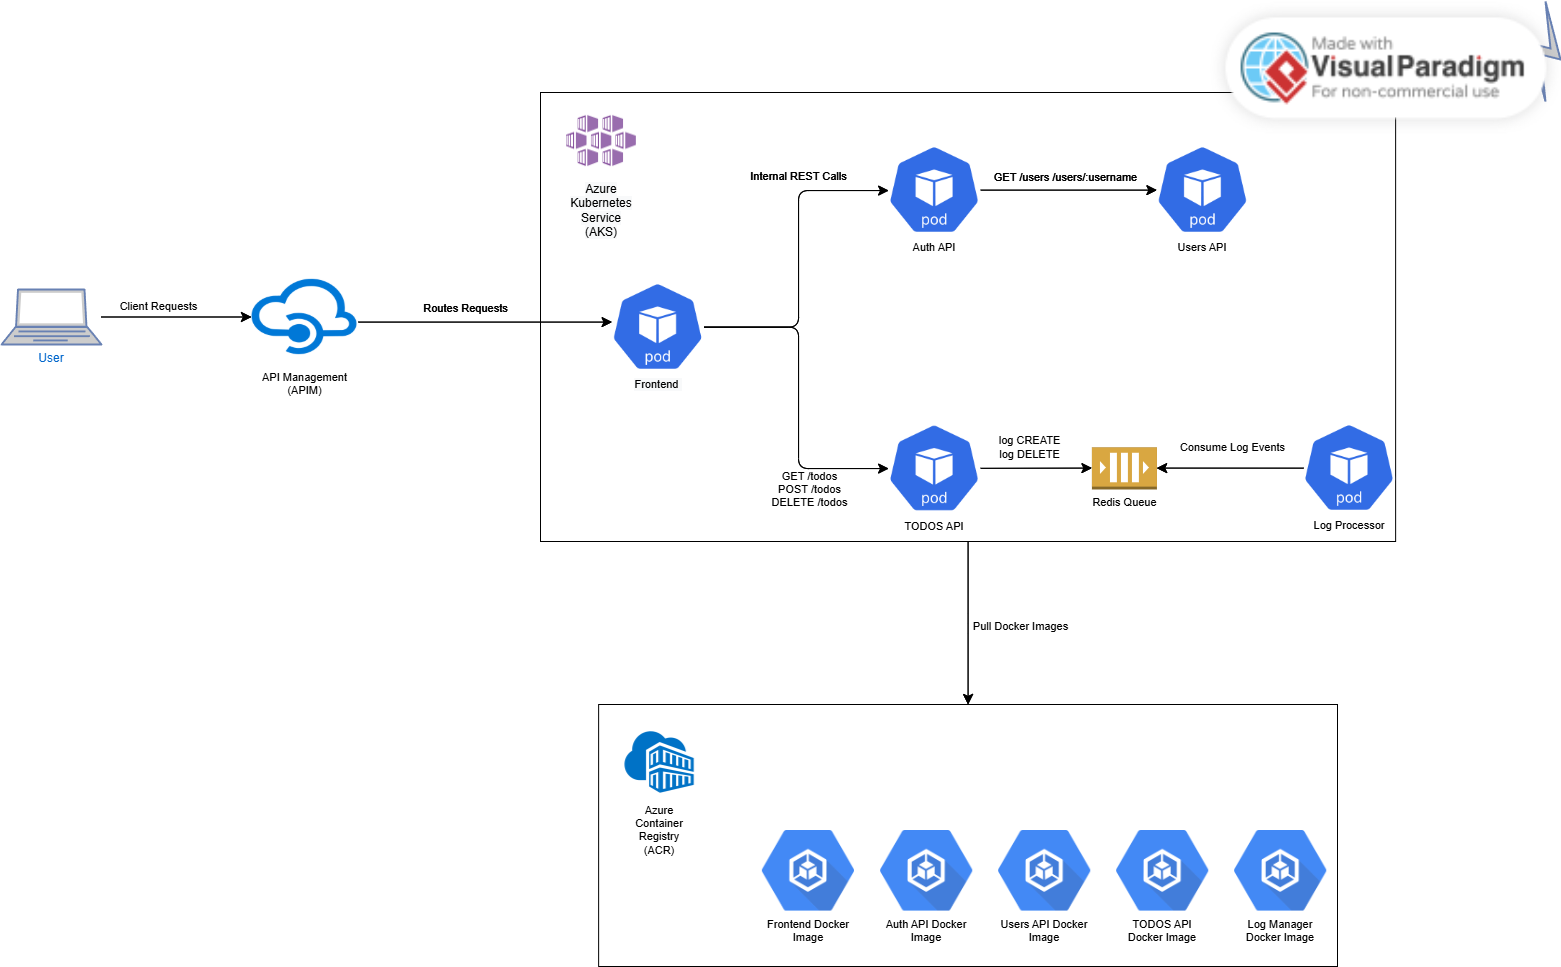 Made with
Visual Paradigm
For non-commercial use
Azure
Kubernetes
Service
(AKS)
Internal REST Calls
pod
Auth API
GET /users /users/:username
pod
Users API
User
Client Requests
API Management
(APIM)
Routes Requests
pod
Frontend
GET /todos
POST /todos
DELETE /todos
pod
TODOS API
log CREATE
log DELETE
Redis Queue
Consume Log Events
pod
Log Processor
Pull Docker Images
Azure
Container
Registry
(ACR)
Frontend Docker
Image
Auth API Docker
Image
Users API Docker
Image
TODOS API
Docker Image
Log Manager
Docker Image